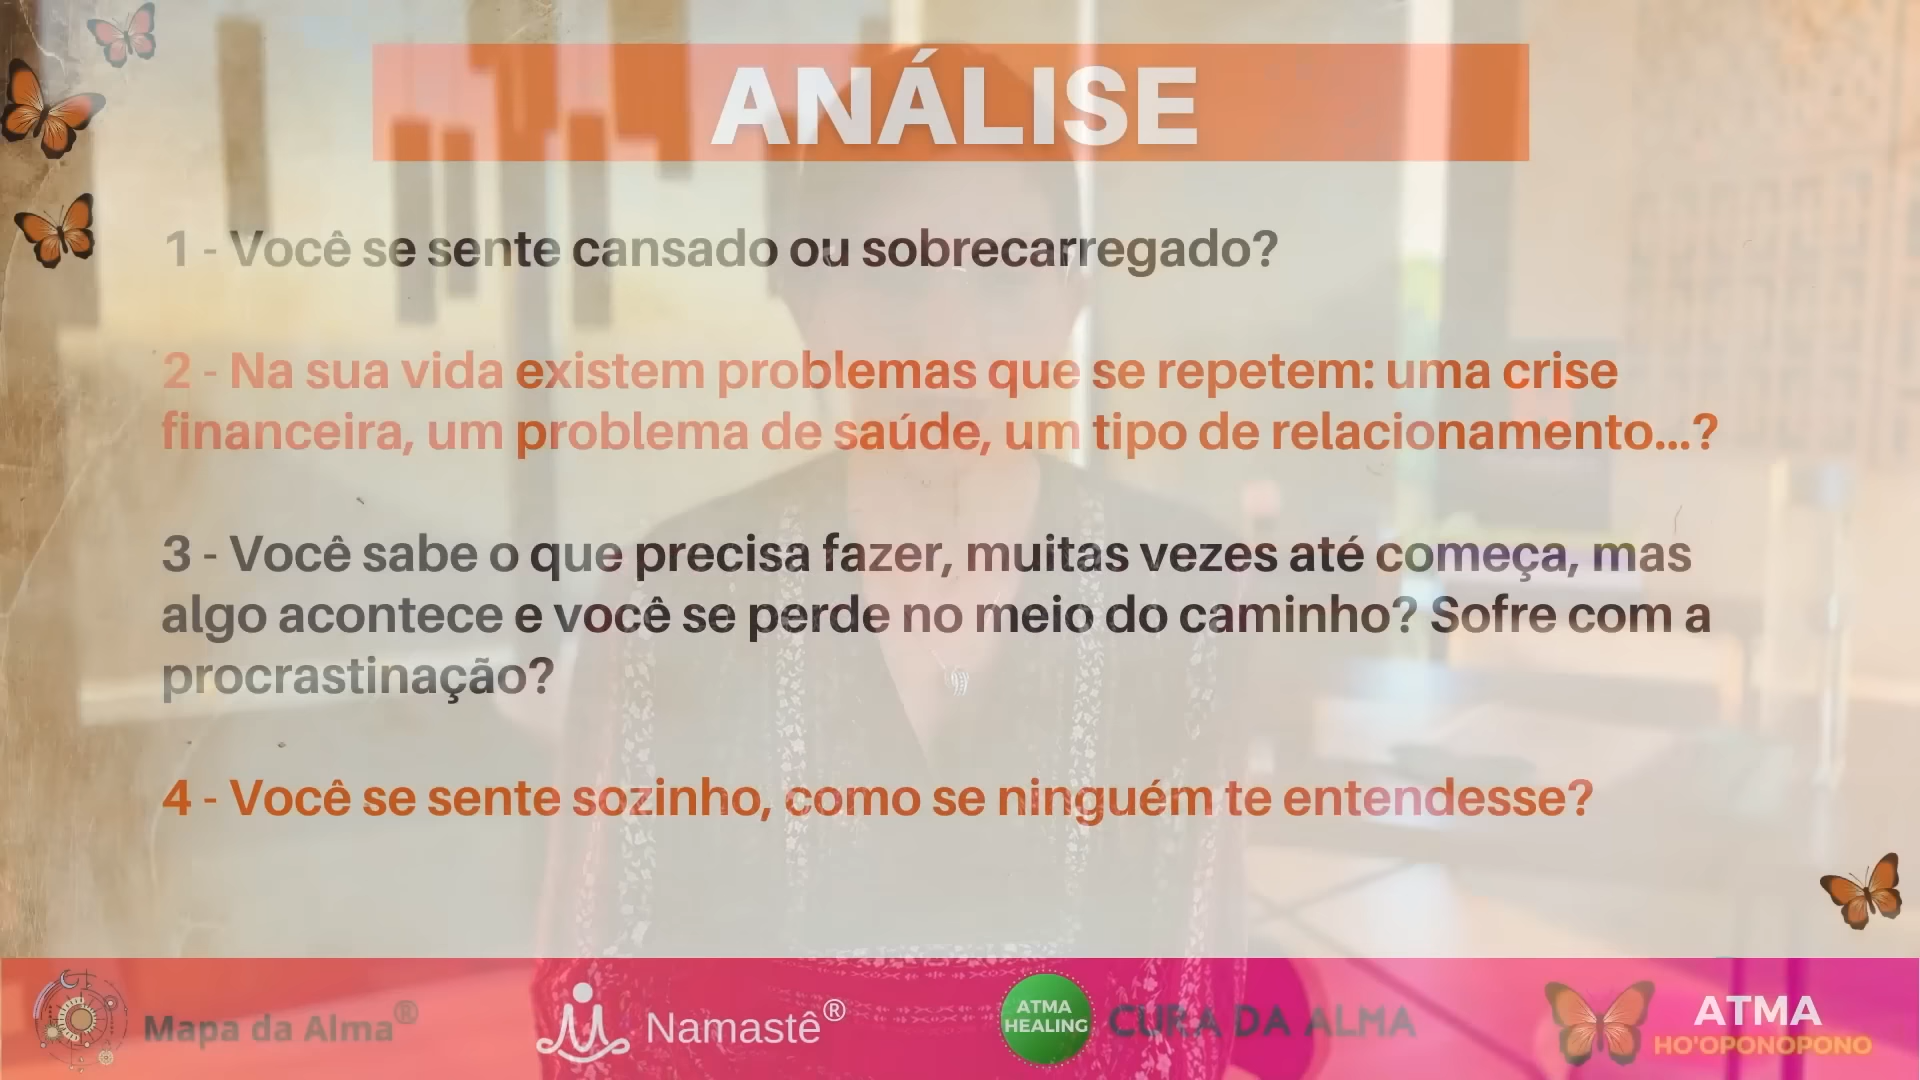 ANÁLISE
1 - Você se sente cansado ou sobrecarregado?
2 - Na sua vida existem problemas que se repetem: uma crise
financeira, um problema de saúde, um tipo de relacionamento...?
3 - Você sabe o que precisa fazer, muitas vezes até começa, mas
algo acontece e você se perde no meio do caminho? Sofre com a
procrastinação?
4 - Você se sente sozinho, como se ninguém te entendesse?
Mapa da Alma®
Namastê®
ATMA
HEALING
CURA DA ALMA
ATMA
HO'OPONOPONO